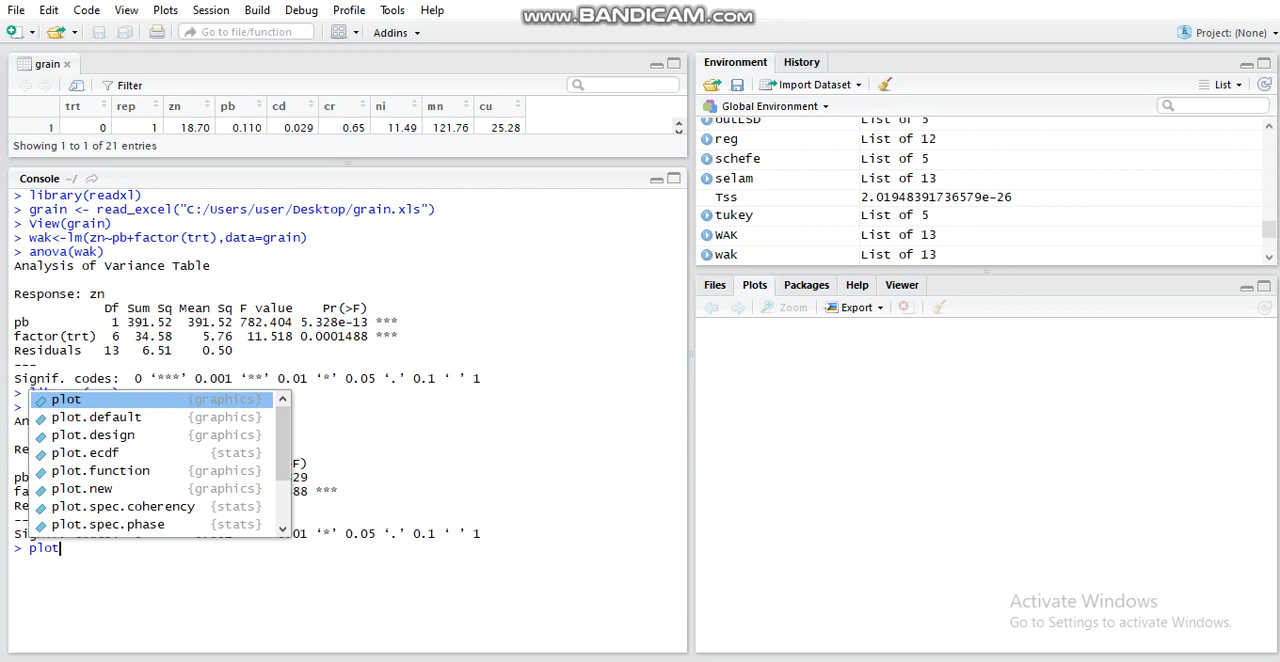 File Edit Code View Plots Session Build Debug Profile Tools Help
www.BANDICAM.com
Go to file/function
Addins
Project: (None)
grain
Filter
trt rep zn pb cd cr ni mn cu
1 0 1 18.70 0.110 0.029 0.65 11.49 121.76 25.28
Showing 1 to 1 of 21 entries
Console ~/
> library(readxl)
> grain <- read_excel("C:/Users/user/Desktop/grain.xls")
> View(grain)
> wak<-lm(zn~pb+factor(trt),data=grain)
> anova(wak)
Analysis of Variance Table
Response: zn
Df Sum Sq Mean Sq F value Pr(>F)
pb 1 391.52 391.52 782.404 5.328e-13 ***
factor(trt) 6 34.58 5.76 11.518 0.0001488 ***
Residuals 13 6.51 0.50
---
Signif. codes: 0 ‘***’ 0.001 ‘**’ 0.01 ‘*’ 0.05 ‘.’ 0.1 ‘ ’ 1
>
plot {graphics}
plot.default {graphics}
plot.design {graphics}
plot.ecdf {stats}
plot.function {graphics}
plot.new {graphics}
plot.spec.coherency {stats}
plot.spec.phase {stats}
>
An
Re
F)
pb 29
fa 88 ***
Re
--
01 ‘*’ 0.05 ‘.’ 0.1 ‘ ’ 1
> plot
Environment History
Import Dataset
List
Global Environment
outLSD List of 5
reg List of 12
schefe List of 5
selam List of 13
Tss 2.01948391736579e-26
tukey List of 5
WAK List of 13
wak List of 13
Files Plots Packages Help Viewer
Zoom Export
Activate Windows
Go to Settings to activate Windows.